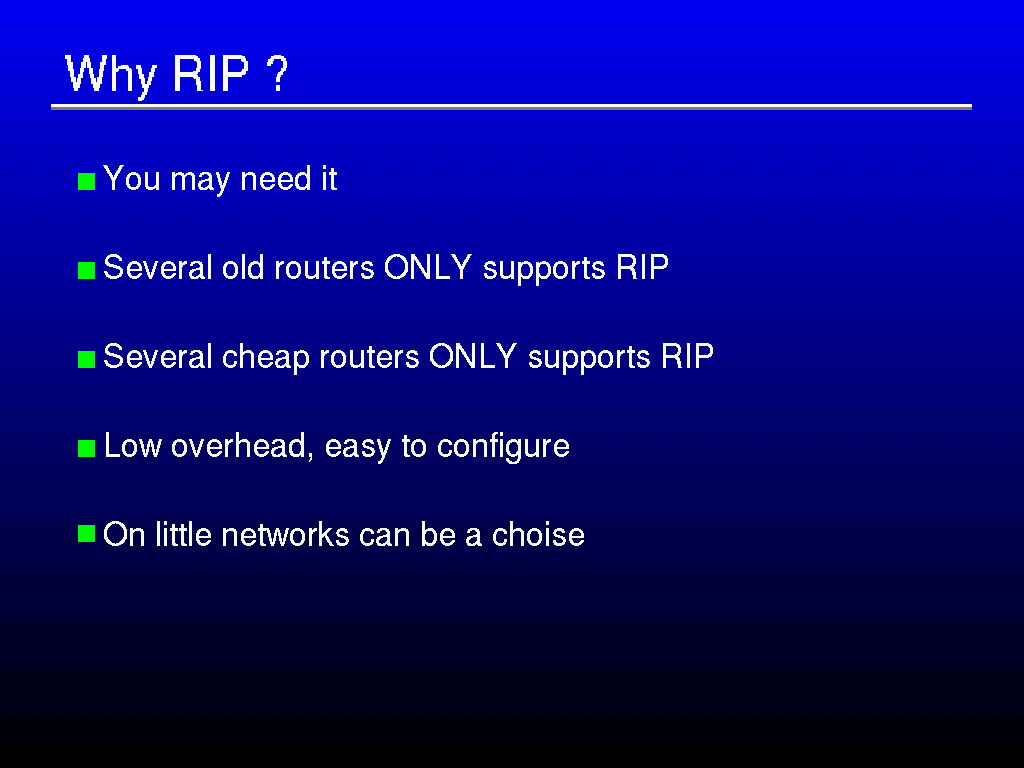 Why RIP ?
You may need it
Several old routers ONLY supports RIP
Several cheap routers ONLY supports RIP
Low overhead, easy to configure
On little networks can be a choise